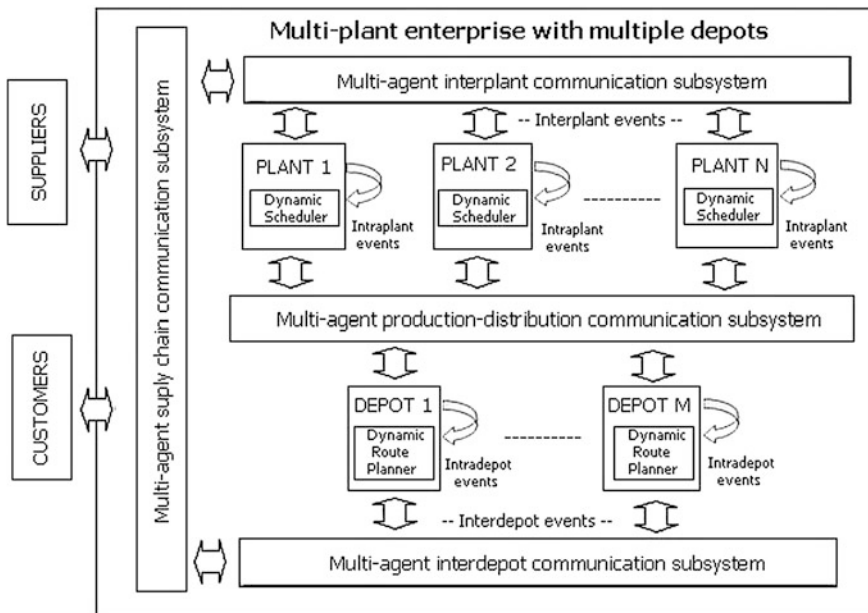 Multi-plant enterprise with multiple depots
SUPPLIERS
CUSTOMERS
Multi-agent suply chain communication subsystem
Multi-agent interplant communication subsystem
-- Interplant events --
PLANT 1
Dynamic
Scheduler
Intraplant
events
PLANT 2
Dynamic
Scheduler
Intraplant
events
PLANT N
Dynamic
Scheduler
Intraplant
events
Multi-agent production-distribution communication subsystem
DEPOT 1
Dynamic
Route
Planner
Intradepot
events
DEPOT M
Dynamic
Route
Planner
Intradepot
events
-- Interdepot events --
Multi-agent interdepot communication subsystem